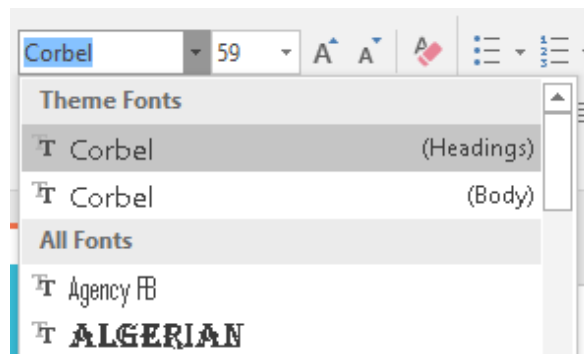 Corbel 59 A A
Theme Fonts
Corbel (Headings)
Corbel (Body)
All Fonts
Agency FB
ALGERIAN